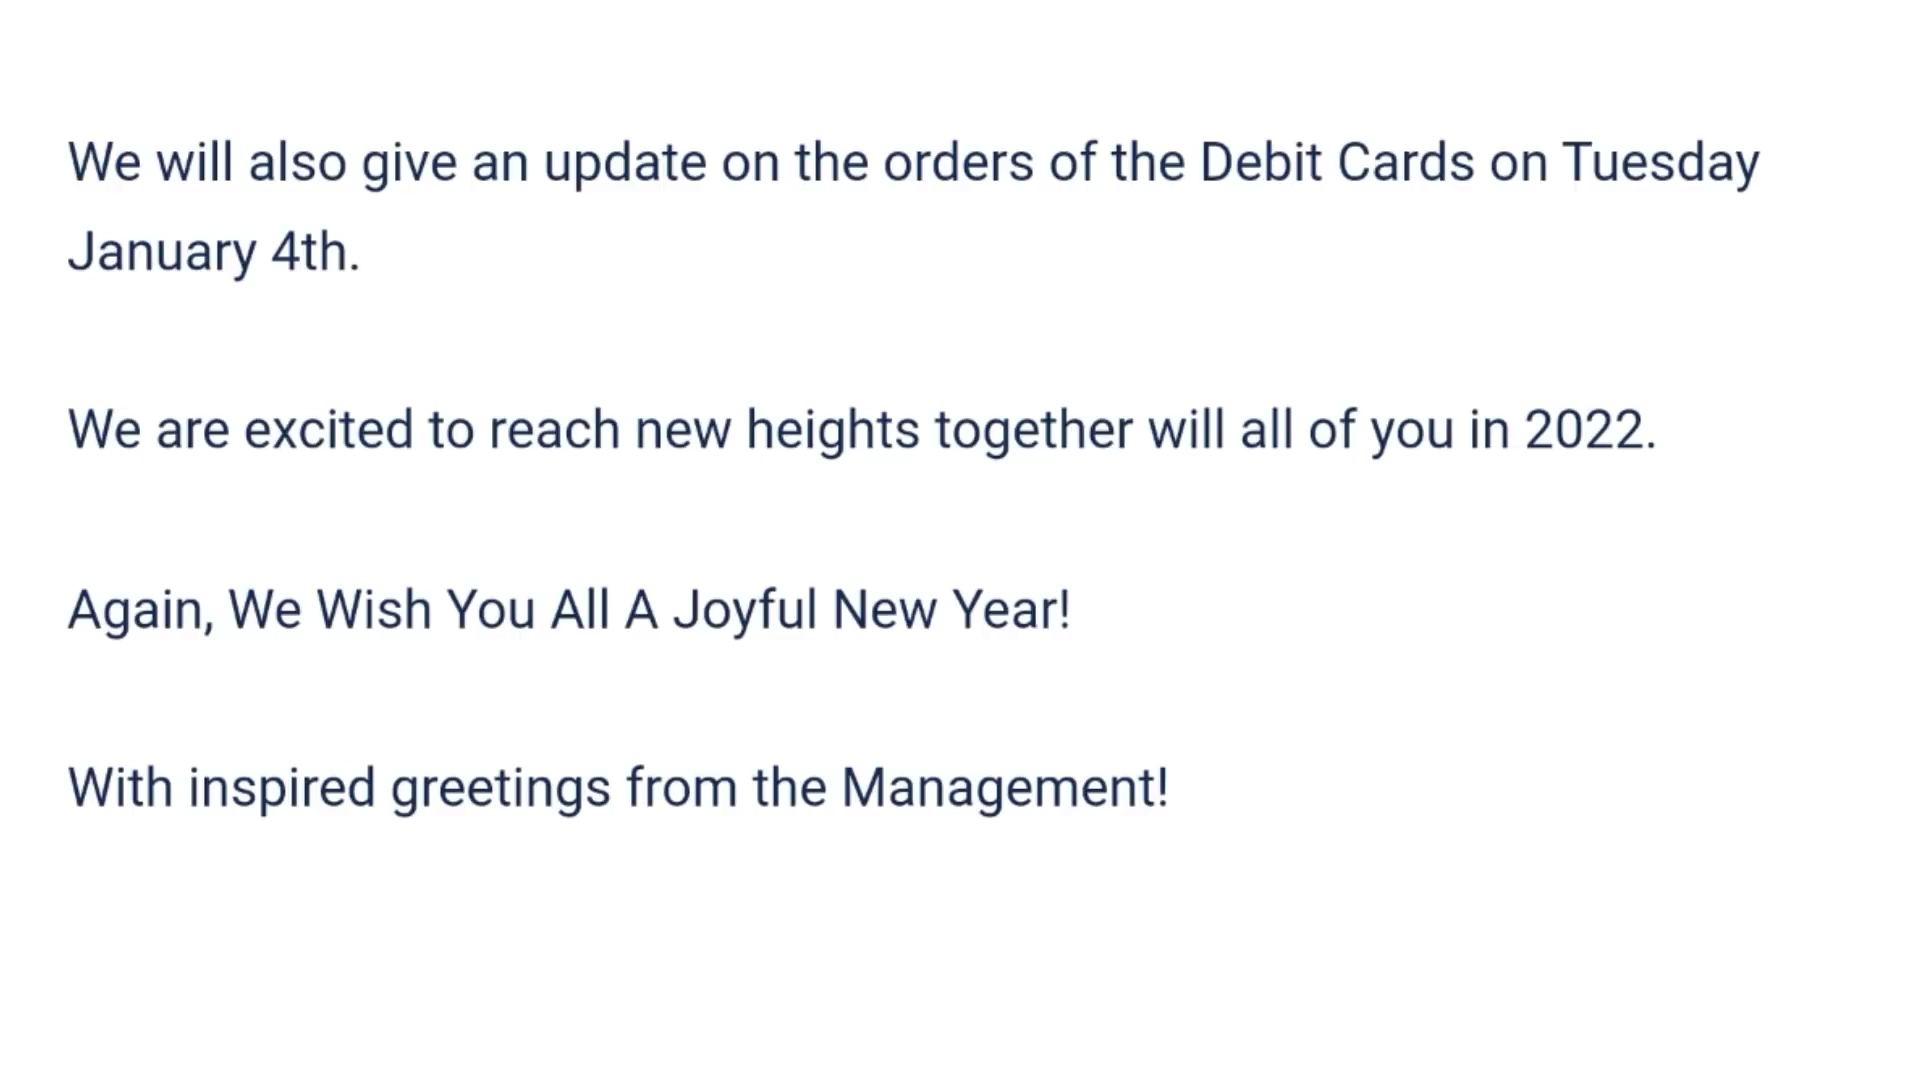 We will also give an update on the orders of the Debit Cards on Tuesday
January 4th.
We are excited to reach new heights together will all of you in 2022.
Again, We Wish You All A Joyful New Year!
With inspired greetings from the Management!